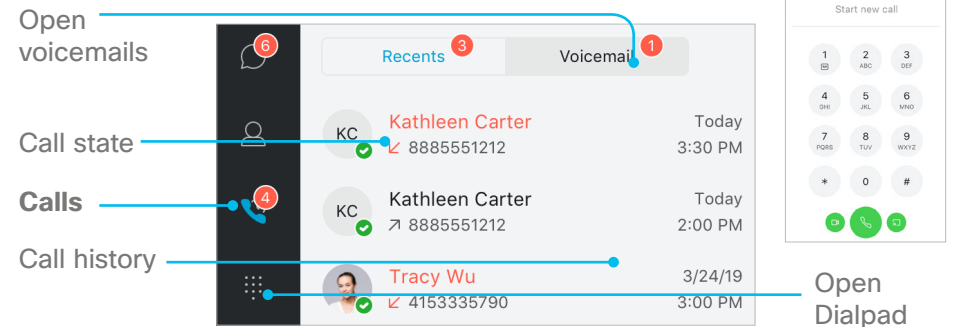 Open
voicemails
Call state
Calls
Call history
6
Recents 3
Voicemail 1
KC
Kathleen Carter
Today
8885551212
3:30 PM
4
KC
Kathleen Carter
Today
8885551212
2:00 PM
Tracy Wu
3/24/19
4153335790
3:00 PM
Start new call
1 2 3
ABC DEF
4 5 6
GHI JKL MNO
7 8 9
PQRS TUV WXYZ
* 0 #
Open
Dialpad